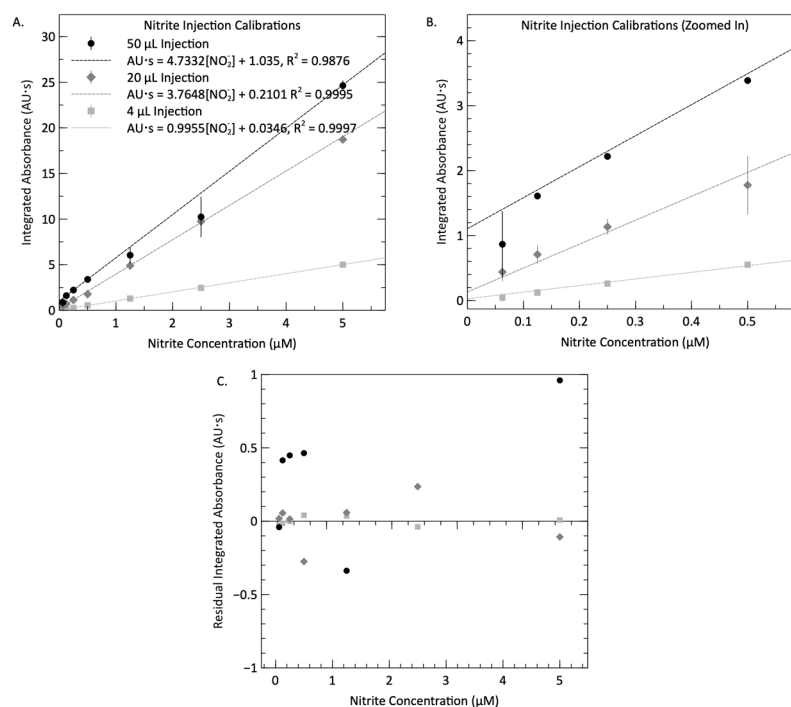 A.
Nitrite Injection Calibrations
50 µL Injection
AU·s = 4.7332[NO₂⁻] + 1.035, R² = 0.9876
20 µL Injection
AU·s = 3.7648[NO₂⁻] + 0.2101 R² = 0.9995
4 µL Injection
AU·s = 0.9955[NO₂⁻] + 0.0346, R² = 0.9997
Integrated Absorbance (AU·s)
30
25
20
15
10
5
0
0 1 2 3 4 5
Nitrite Concentration (µM)
B.
Nitrite Injection Calibrations (Zoomed In)
Integrated Absorbance (AU·s)
4
3
2
1
0
0 0.1 0.2 0.3 0.4 0.5
Nitrite Concentration (µM)
C.
Residual Integrated Absorbance (AU·s)
1
0.5
0
−0.5
−1
0 1 2 3 4 5
Nitrite Concentration (µM)